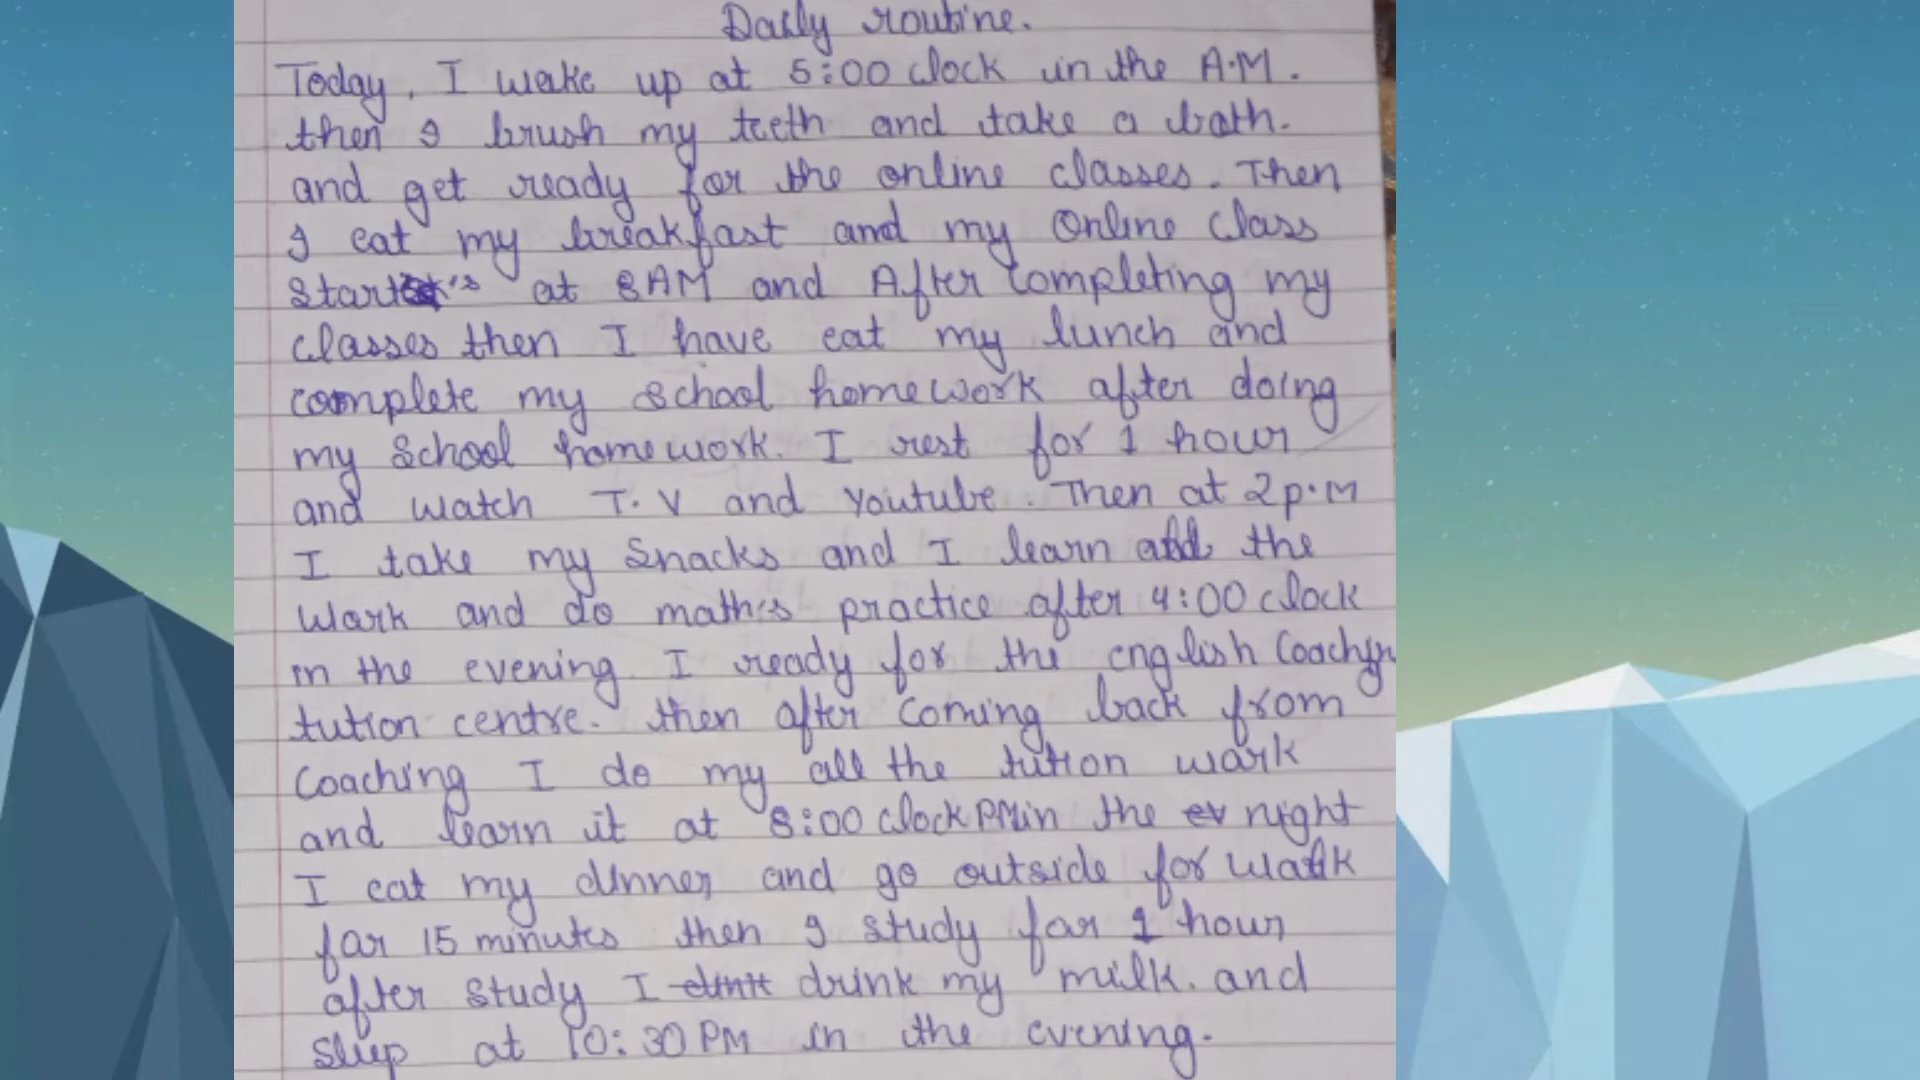 Daily routine.
Today, I wake up at 5:00 clock in the A.M.
then I brush my teeth and take a bath.
and get ready for the online classes. Then
I eat my breakfast and my Online Class
Start's at 8AM and After Completing my
classes then I have eat my lunch and
complete my school homework after doing
my School homework. I rest for 1 hour
and watch T.V and Youtube. Then at 2p.M
I take my Snacks and I learn all the
Work and do math's practice after 4:00 clock
in the evening I ready for the english Coaching
tution centre. then after Coming back from
Coaching I do my all the tution work
and learn it at 8:00 clock PM in the ev night
I eat my dinner, and go outside for walk
for 15 minutes then I study for 1 hour
after study I drink my milk. and
Sleep at 10:30 PM in the evening.